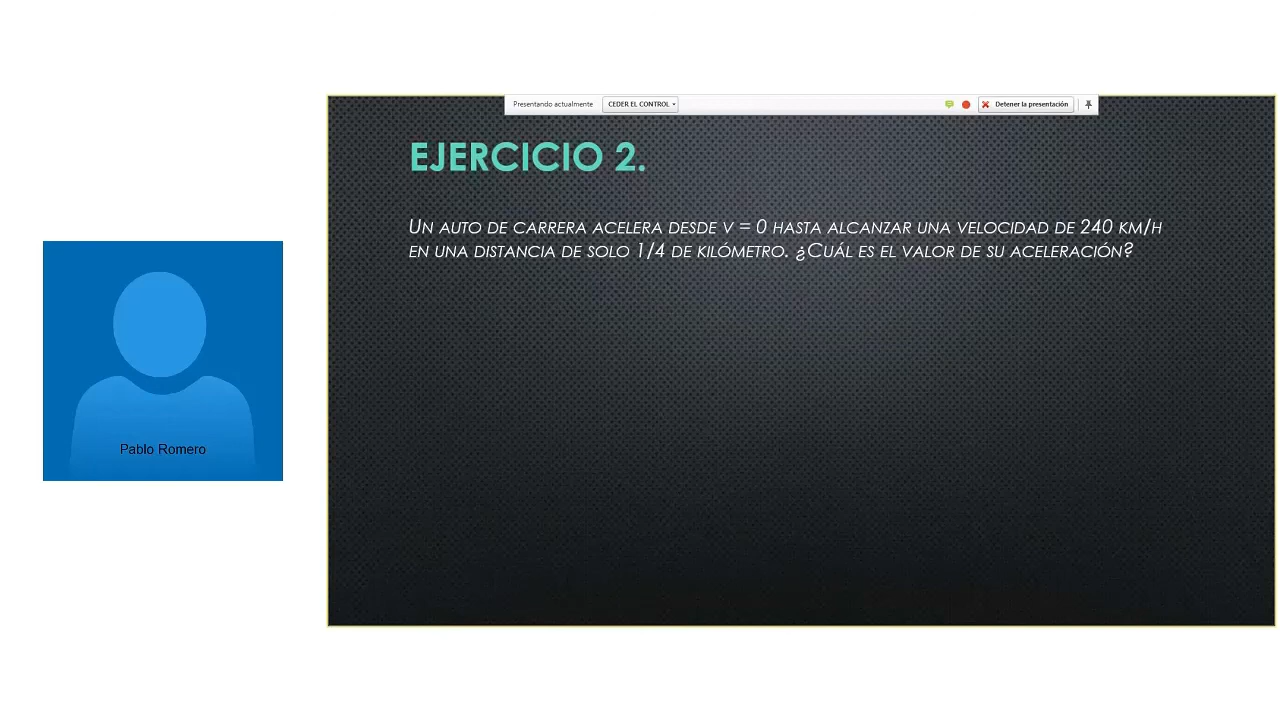 Presentando actualmente CEDER EL CONTROL Detener la presentación
EJERCICIO 2.
UN AUTO DE CARRERA ACELERA DESDE V = 0 HASTA ALCANZAR UNA VELOCIDAD DE 240 KM/H
EN UNA DISTANCIA DE SOLO 1/4 DE KILÓMETRO. ¿CUÁL ES EL VALOR DE SU ACELERACIÓN?
Pablo Romero